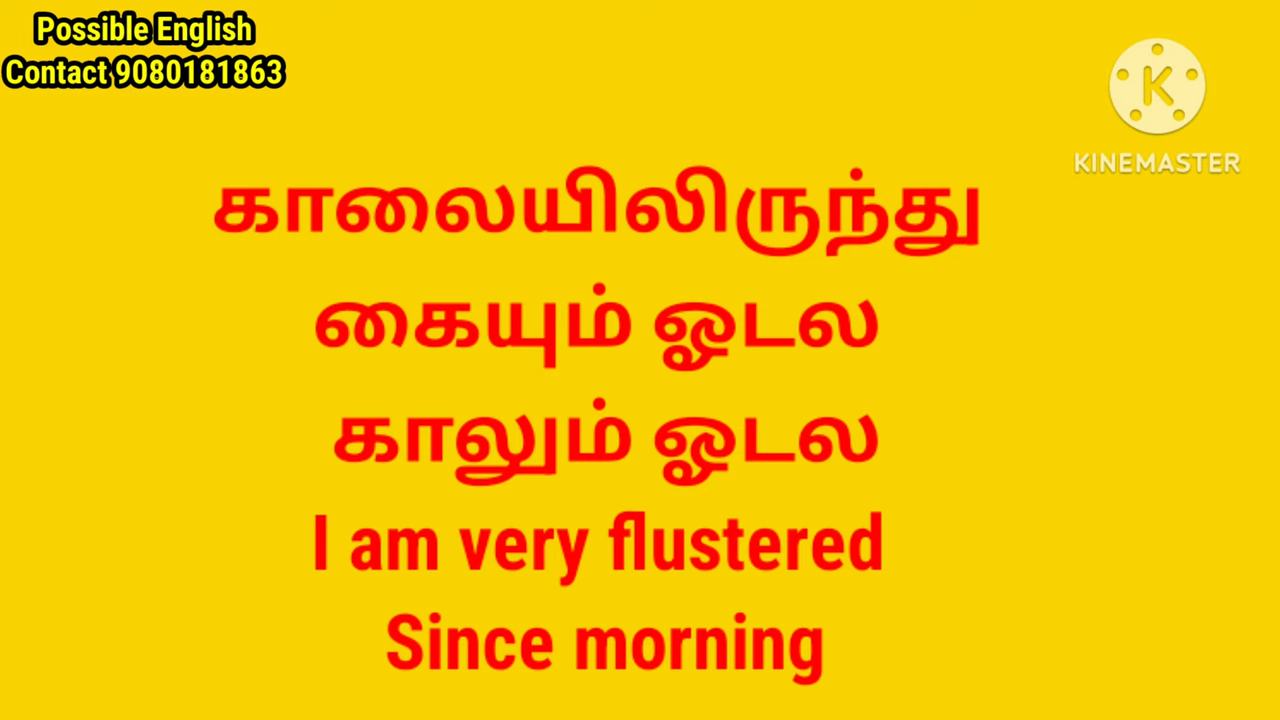 Possible English
Contact 9080181863
KINEMASTER
காலையிலிருந்து
கையும் ஓடல
காலும் ஓடல
I am very flustered
Since morning